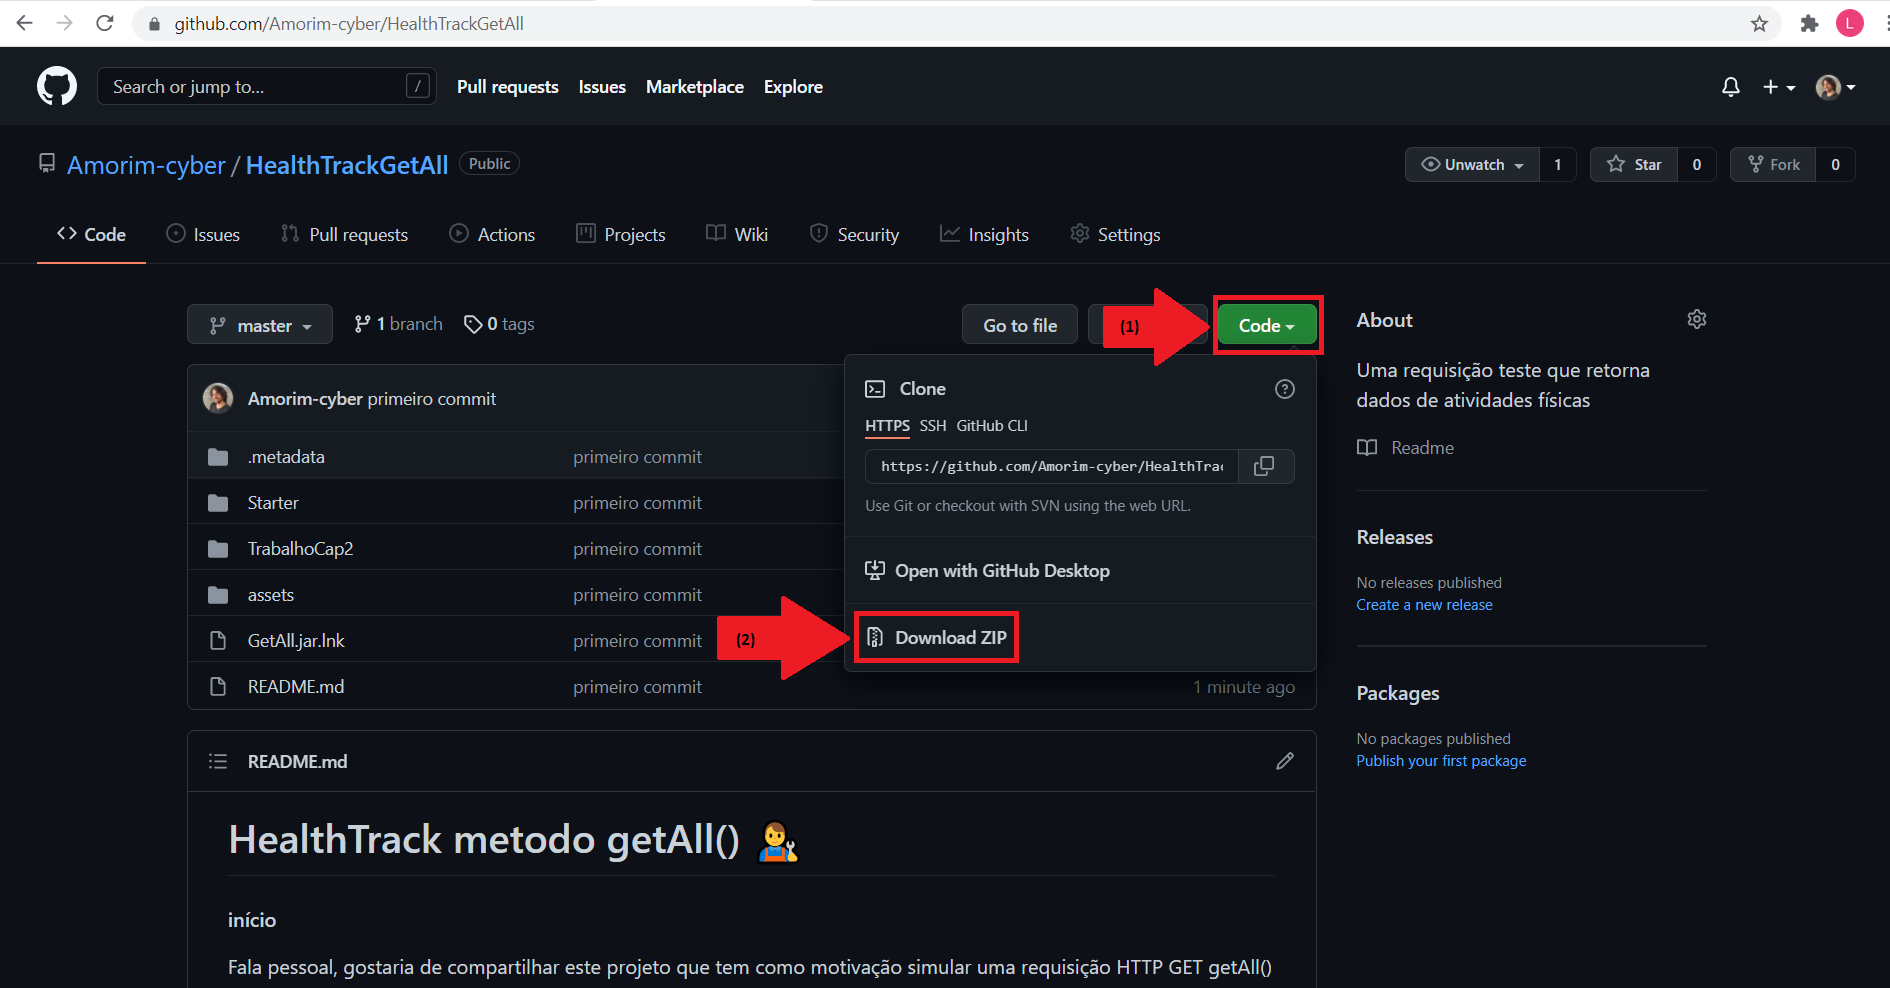 github.com/Amorim-cyber/HealthTrackGetAll
L
Search or jump to... /
Pull requests Issues Marketplace Explore
Amorim-cyber / HealthTrackGetAll Public
Unwatch 1 Star 0 Fork 0
Code Issues Pull requests Actions Projects Wiki Security Insights Settings
master 1 branch 0 tags Go to file (1) Code
Clone
HTTPS SSH GitHub CLI
https://github.com/Amorim-cyber/HealthTrac
Use Git or checkout with SVN using the web URL.
Open with GitHub Desktop
(2) Download ZIP
Amorim-cyber primeiro commit
.metadata primeiro commit
Starter primeiro commit
TrabalhoCap2 primeiro commit
assets primeiro commit
GetAll.jar.lnk primeiro commit
README.md primeiro commit 1 minute ago
About
Uma requisição teste que retorna
dados de atividades físicas
Readme
Releases
No releases published
Create a new release
Packages
No packages published
Publish your first package
README.md
HealthTrack metodo getAll()
início
Fala pessoal, gostaria de compartilhar este projeto que tem como motivação simular uma requisição HTTP GET getAll()